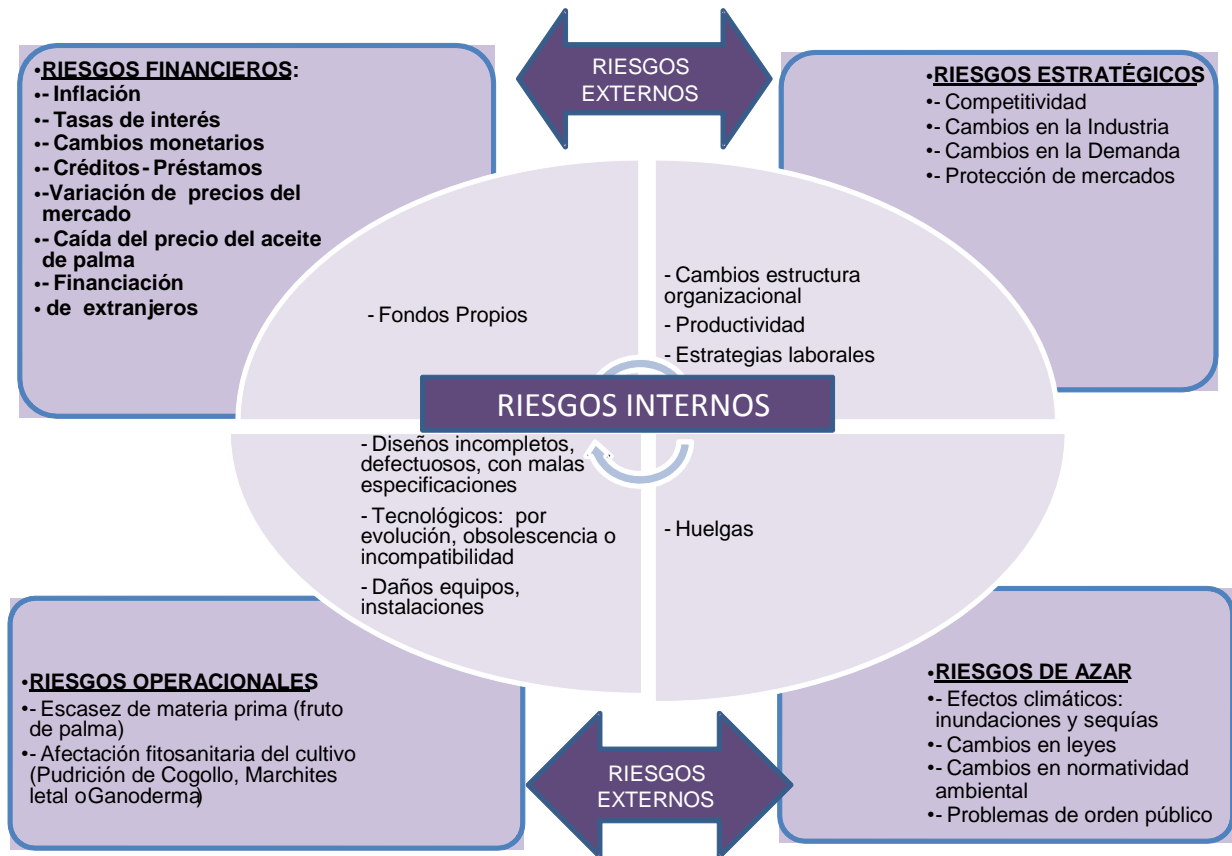 •RIESGOS FINANCIEROS:
•- Inflación
•- Tasas de interés
•- Cambios monetarios
•- Créditos- Préstamos
•-Variación de precios del
mercado
•- Caída del precio del aceite
de palma
•- Financiación
• de extranjeros
RIESGOS
EXTERNOS
•RIESGOS ESTRATÉGICOS
•- Competitividad
•- Cambios en la Industria
•- Cambios en la Demanda
•- Protección de mercados
- Fondos Propios
- Cambios estructura
organizacional
- Productividad
- Estrategias laborales
RIESGOS INTERNOS
- Diseños incompletos,
defectuosos, con malas
especificaciones
- Tecnológicos: por
evolución, obsolescencia o
incompatibilidad
- Daños equipos,
instalaciones
- Huelgas
•RIESGOS OPERACIONALES
•- Escasez de materia prima (fruto
de palma)
•- Afectación fitosanitaria del cultivo
(Pudrición de Cogollo, Marchites
letal oGanoderma)
RIESGOS
EXTERNOS
•RIESGOS DE AZAR
•- Efectos climáticos:
inundaciones y sequías
•- Cambios en leyes
•- Cambios en normatividad
ambiental
•- Problemas de orden público